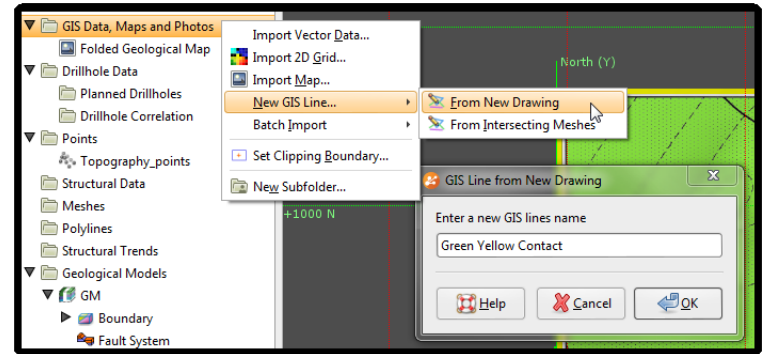 GIS Data, Maps and Photos
Folded Geological Map
Drillhole Data
Planned Drillholes
Drillhole Correlation
Points
Topography_points
Structural Data
Meshes
Polylines
Structural Trends
Geological Models
GM
Boundary
Fault System
Import Vector Data...
Import 2D Grid...
Import Map...
New GIS Line...
Batch Import
Set Clipping Boundary...
New Subfolder...
From New Drawing
From Intersecting Meshes
North (Y)
+1000 N
GIS Line from New Drawing
Enter a new GIS lines name
Green Yellow Contact
Help
Cancel
OK